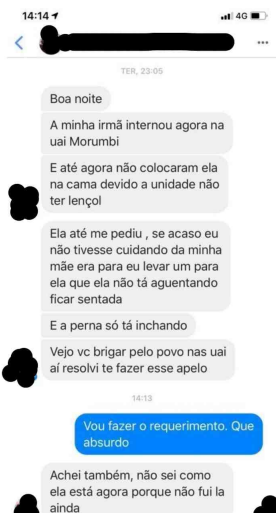 14:14
4G
TER, 23:05
Boa noite
A minha irmã internou agora na
uai Morumbi
E até agora não colocaram ela
na cama devido a unidade não
ter lençol
Ela até me pediu , se acaso eu
não tivesse cuidando da minha
mãe era para eu levar um para
ela que ela não tá aguentando
ficar sentada
E a perna só tá inchando
Vejo vc brigar pelo povo nas uai
aí resolvi te fazer esse apelo
14:13
Vou fazer o requerimento. Que
absurdo
Achei também, não sei como
ela está agora porque não fui la
ainda